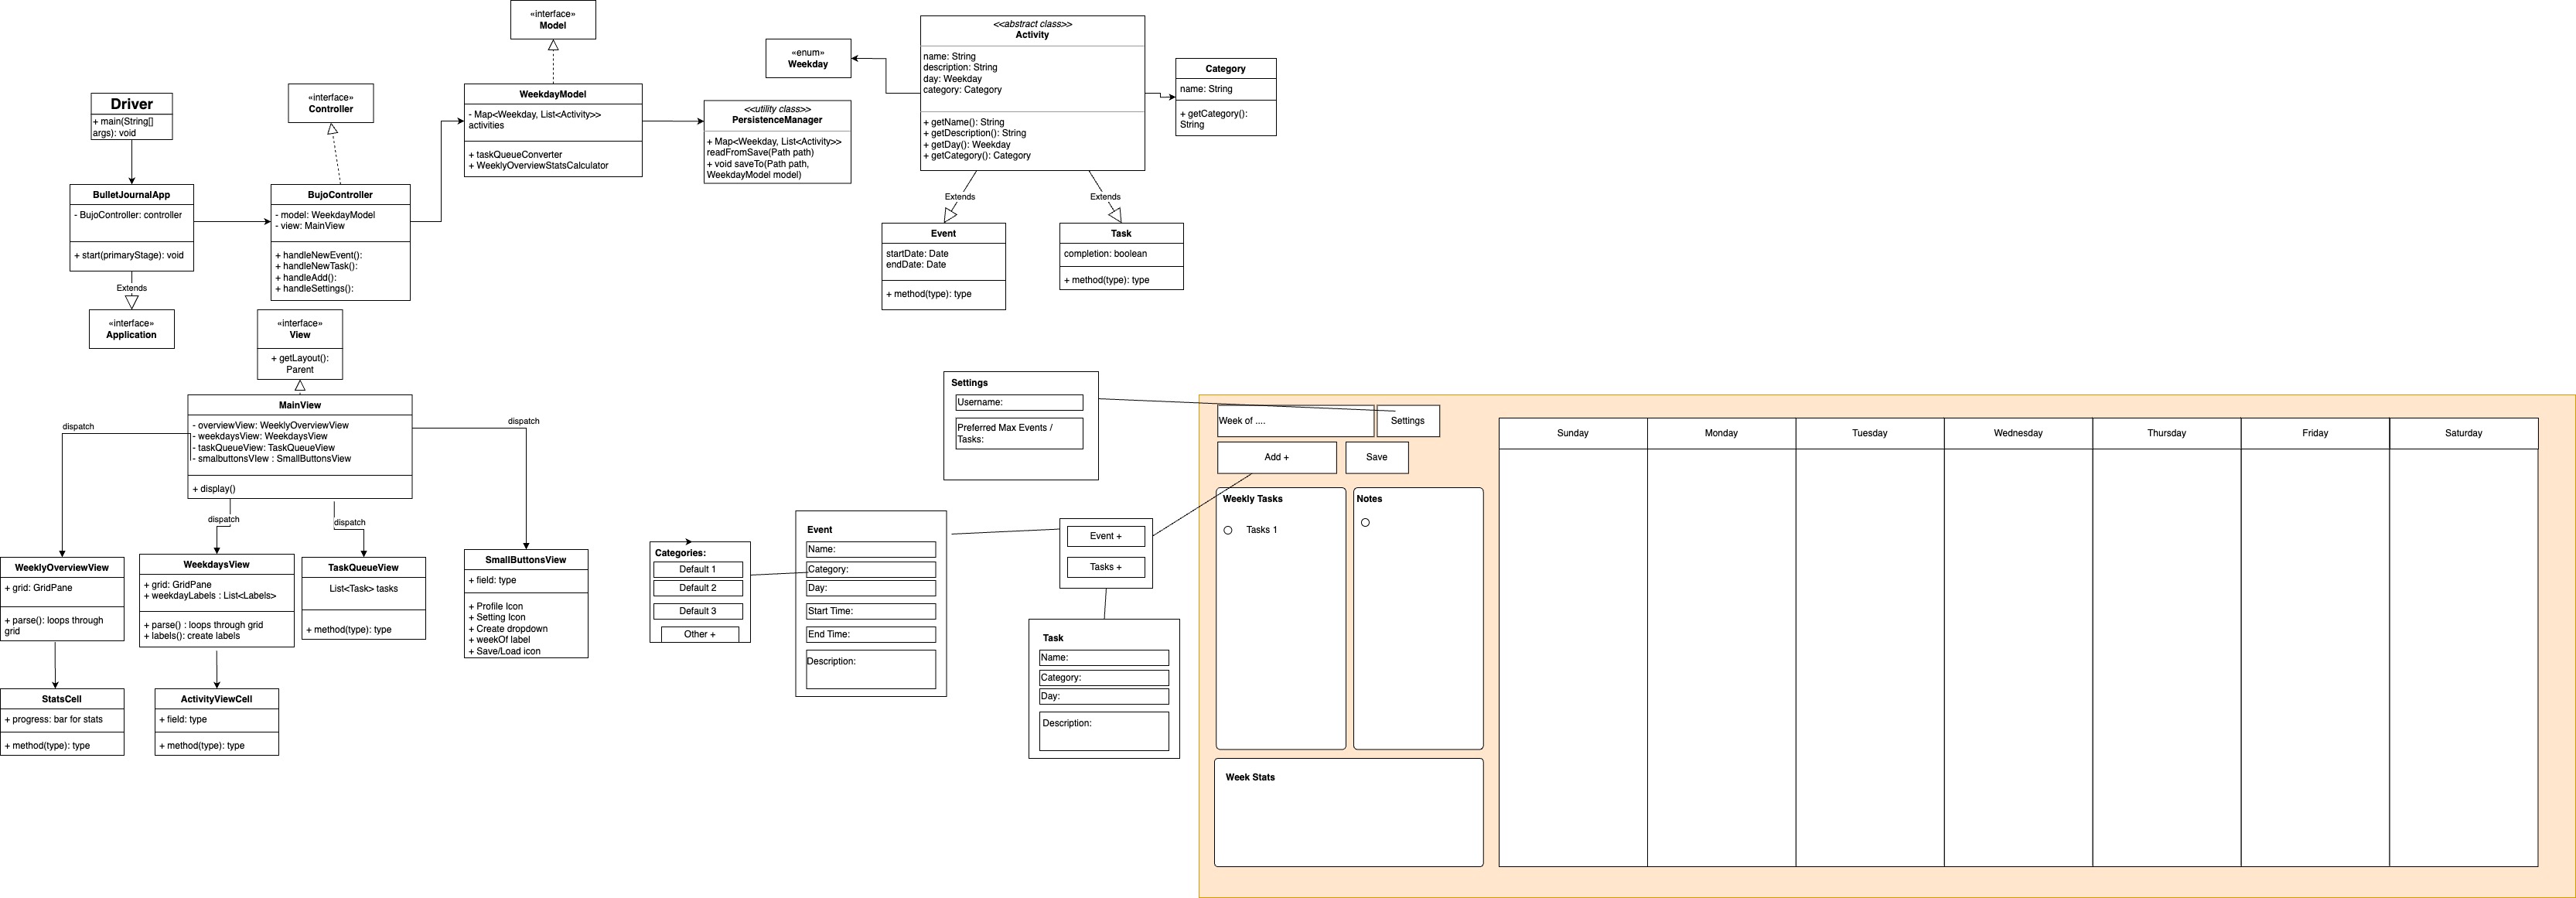 «interface»
Model
<<abstract class>>
Activity
name: String
description: String
day: Weekday
category: Category
+ getName(): String
+ getDescription(): String
+ getDay(): Weekday
+ getCategory(): Category
«enum»
Weekday
Category
name: String
+ getCategory():
String
Driver
+ main(String[]
args): void
«interface»
Controller
WeekdayModel
- Map<Weekday, List<Activity>>
activities
+ taskQueueConverter
+ WeeklyOverviewStatsCalculator
<<utility class>>
PersistenceManager
+ Map<Weekday, List<Activity>>
readFromSave(Path path)
+ void saveTo(Path path,
WeekdayModel model)
BulletJournalApp
- BujoController: controller
+ start(primaryStage): void
BujoController
- model: WeekdayModel
- view: MainView
+ handleNewEvent():
+ handleNewTask():
+ handleAdd():
+ handleSettings():
Extends
Extends
Event
startDate: Date
endDate: Date
+ method(type): type
Task
completion: boolean
+ method(type): type
Extends
«interface»
Application
«interface»
View
+ getLayout():
Parent
MainView
- overviewView: WeeklyOverviewView
- weekdaysView: WeekdaysView
- taskQueueView: TaskQueueView
- smalbuttonsVIew : SmallButtonsView
+ display()
dispatch
dispatch
dispatch
dispatch
WeeklyOverviewView
+ grid: GridPane
+ parse(): loops through
grid
WeekdaysView
+ grid: GridPane
+ weekdayLabels : List<Labels>
+ parse() : loops through grid
+ labels(): create labels
TaskQueueView
List<Task> tasks
+ method(type): type
SmallButtonsView
+ field: type
+ Profile Icon
+ Setting Icon
+ Create dropdown
+ weekOf label
+ Save/Load icon
StatsCell
+ progress: bar for stats
+ method(type): type
ActivityViewCell
+ field: type
+ method(type): type
Settings
Username:
Preferred Max Events /
Tasks:
Categories:
Default 1
Default 2
Default 3
Other +
Event
Name:
Category:
Day:
Start Time:
End Time:
Description:
Event +
Tasks +
Task
Name:
Category:
Day:
Description:
Week of ....
Settings
Add +
Save
Weekly Tasks
Tasks 1
Notes
Week Stats
Sunday
Monday
Tuesday
Wednesday
Thursday
Friday
Saturday